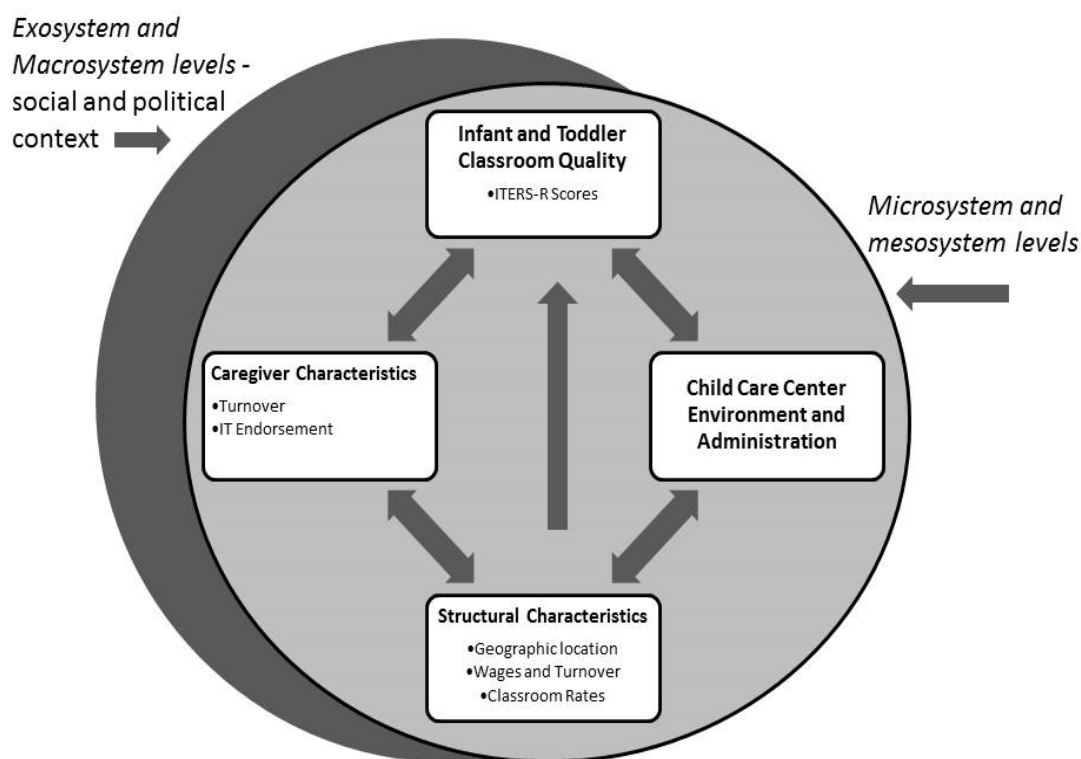 Exosystem and
Macrosystem levels -
social and political
context
Infant and Toddler
Classroom Quality
•ITERS-R Scores
Microsystem and
mesosystem levels
Caregiver Characteristics
•Turnover
•IT Endorsement
Child Care Center
Environment and
Administration
Structural Characteristics
•Geographic location
•Wages and Turnover
•Classroom Rates